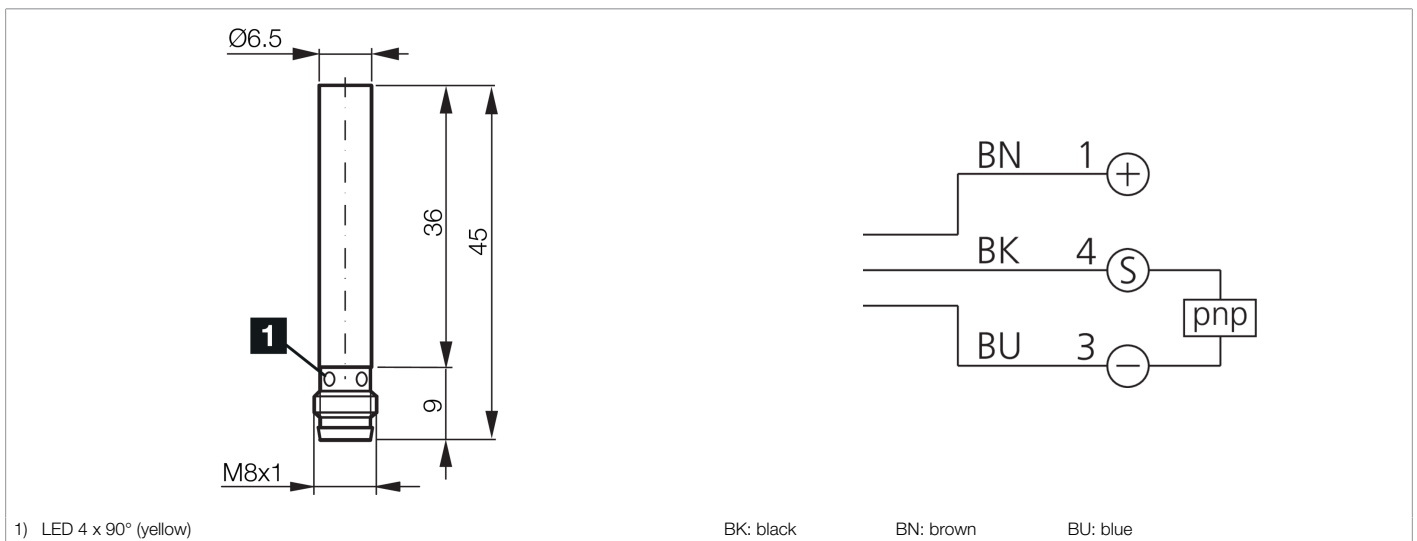 Ø6.5
36
45
1
9
M8x1
BN 1 +
BK 4 S
pnp
BU 3 −
1) LED 4 x 90° (yellow)
BK: black BN: brown BU: blue